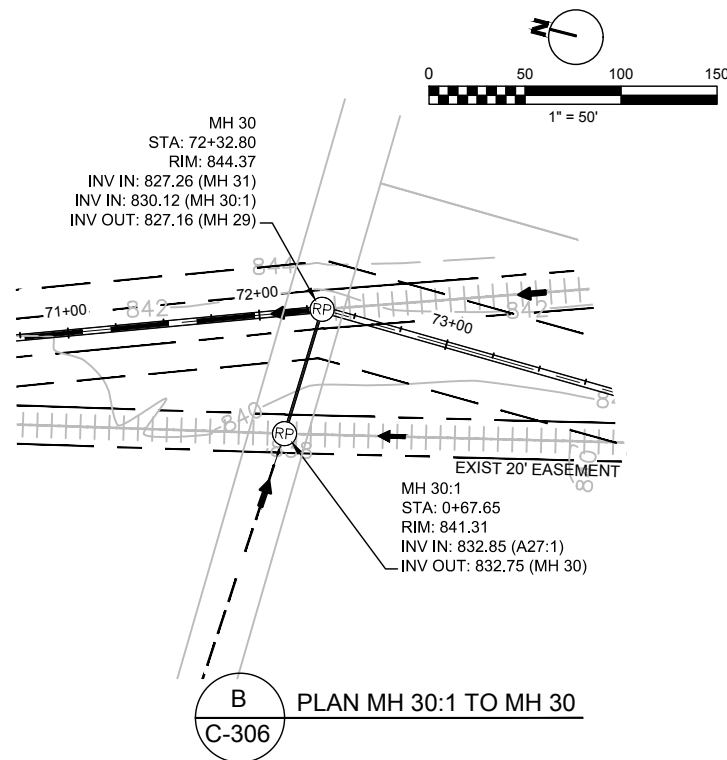 N
0 50 100 150
1" = 50'
MH 30
STA: 72+32.80
RIM: 844.37
INV IN: 827.26 (MH 31)
INV IN: 830.12 (MH 30:1)
INV OUT: 827.16 (MH 29)
844
71+00
842
72+00
RP
842
73+00
840
RP
838
EXIST 20' EASEMENT
MH 30:1
STA: 0+67.65
RIM: 841.31
INV IN: 832.85 (A27:1)
INV OUT: 832.75 (MH 30)
B
C-306
PLAN MH 30:1 TO MH 30